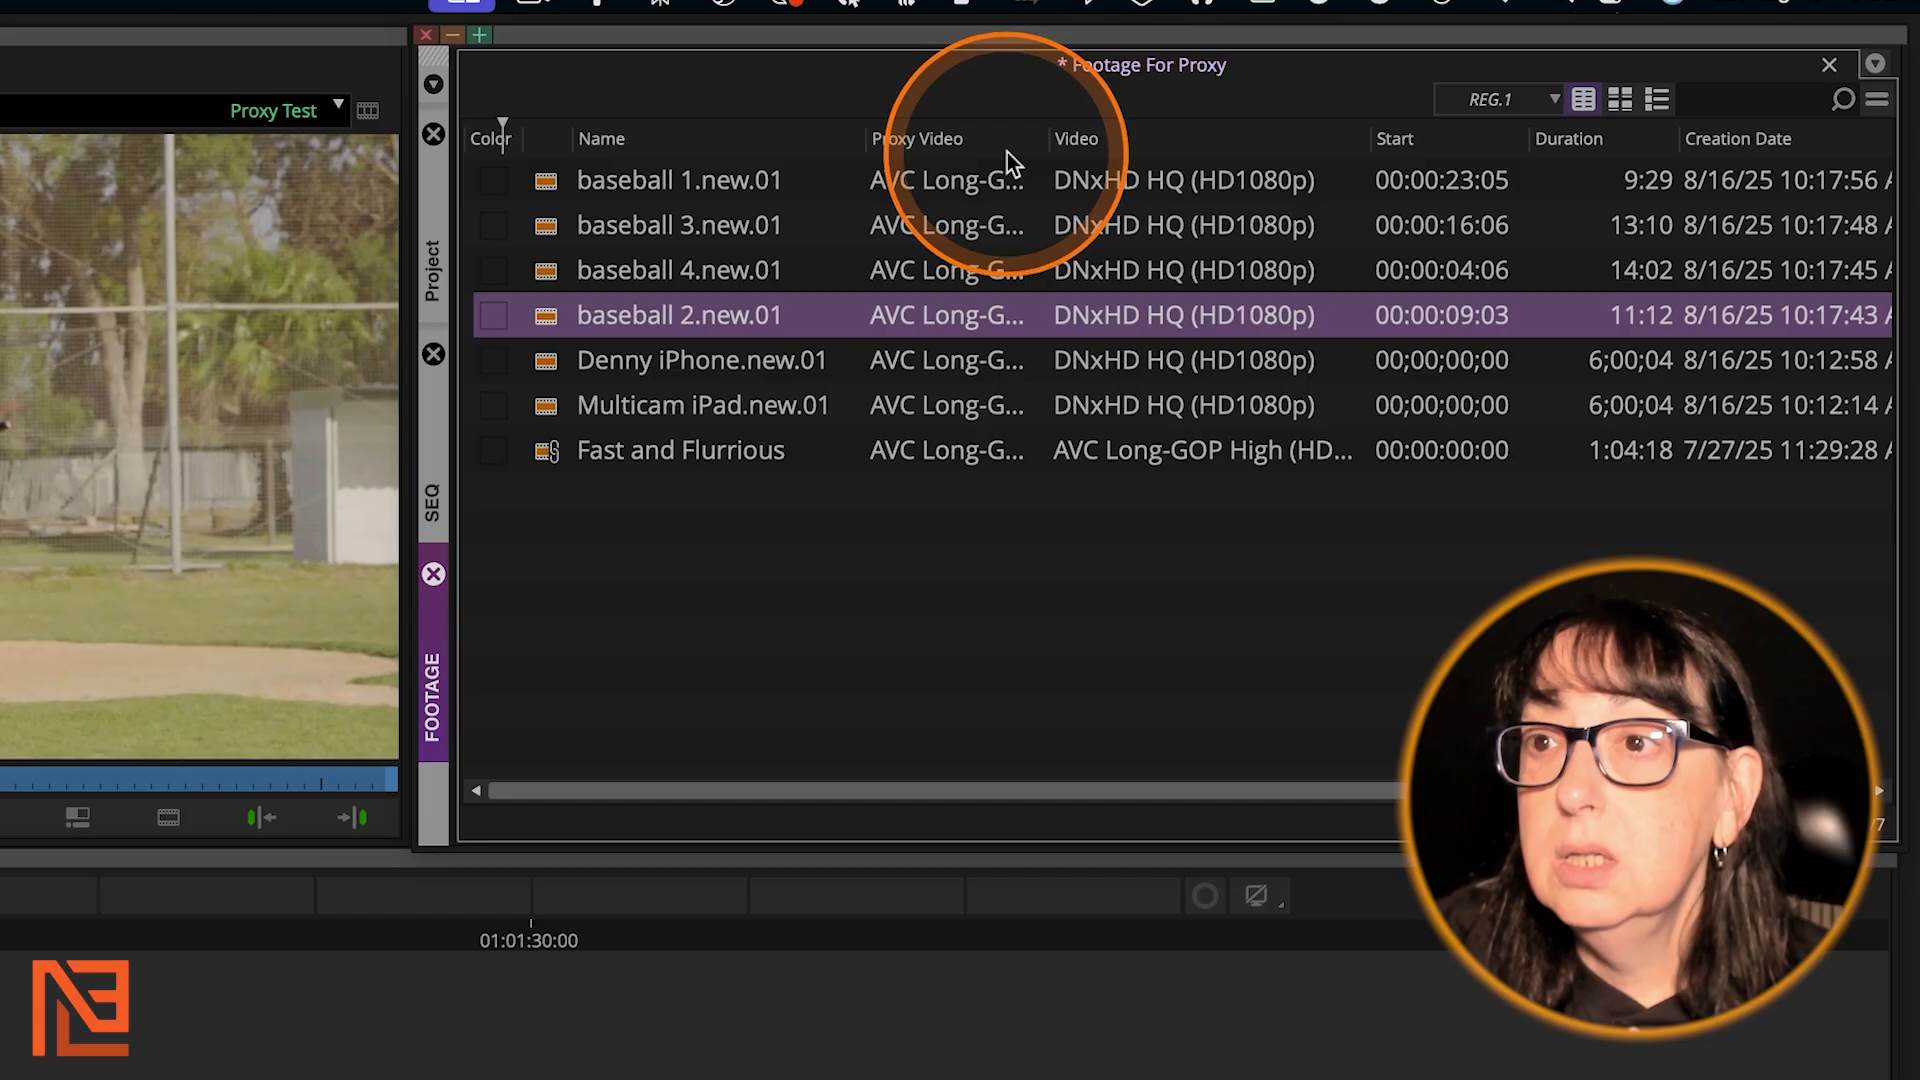 * Footage For Proxy
Proxy Test
REG.1
Color Name Proxy Video Video Start Duration Creation Date
baseball 1.new.01 AVC Long-G... DNxHD HQ (HD1080p) 00:00:23:05 9:29 8/16/25 10:17:56
baseball 3.new.01 AVC Long-G... DNxHD HQ (HD1080p) 00:00:16:06 13:10 8/16/25 10:17:48
baseball 4.new.01 AVC Long-G... DNxHD HQ (HD1080p) 00:00:04:06 14:02 8/16/25 10:17:45
baseball 2.new.01 AVC Long-G... DNxHD HQ (HD1080p) 00:00:09:03 11:12 8/16/25 10:17:43
Denny iPhone.new.01 AVC Long-G... DNxHD HQ (HD1080p) 00;00;00;00 6;00;04 8/16/25 10:12:58
Multicam iPad.new.01 AVC Long-G... DNxHD HQ (HD1080p) 00;00;00;00 6;00;04 8/16/25 10:12:14
Fast and Flurrious AVC Long-G... AVC Long-GOP High (HD... 00:00:00:00 1:04:18 7/27/25 11:29:28
Project
SEQ
FOOTAGE
/7
01:01:30:00